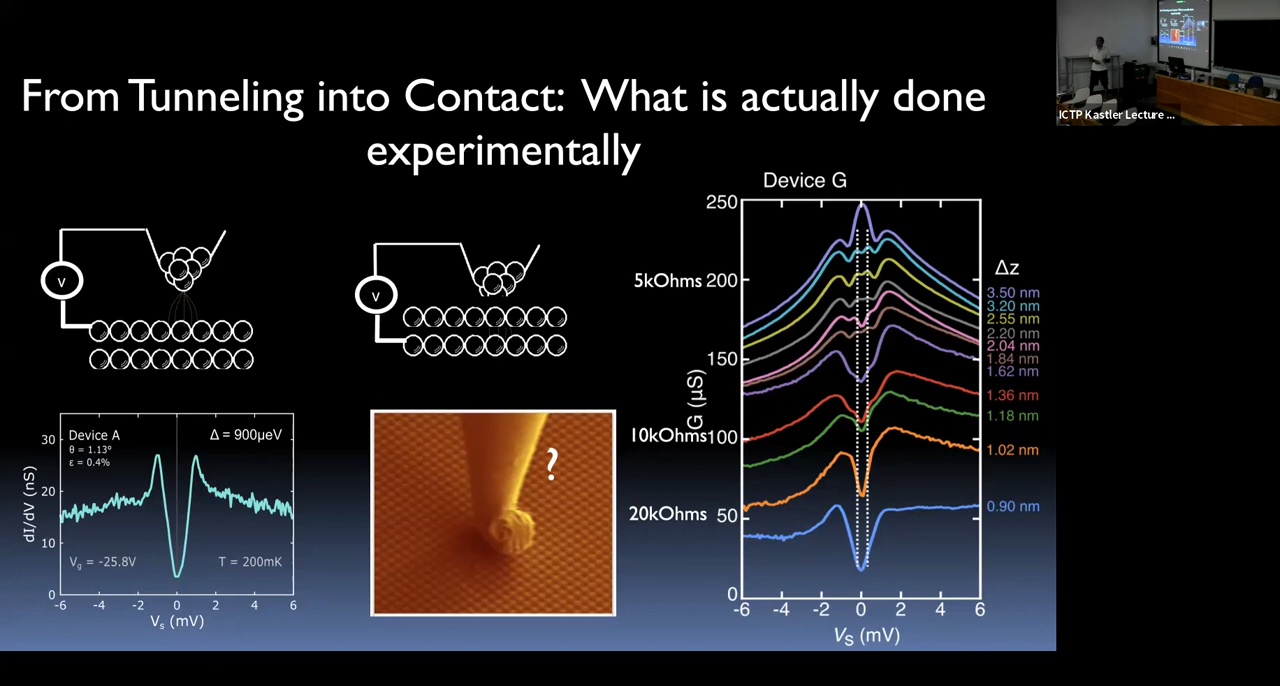 From Tunneling into Contact: What is actually done
experimentally
ICTP Kastler Lecture ...
V
V
Device A
θ = 1.13°
ε = 0.4%
Δ = 900µeV
Vg = -25.8V
T = 200mK
dI/dV (nS)
30
20
10
0
-6 -4 -2 0 2 4 6
Vs (mV)
?
Device G
G (µS)
250
200
150
100
50
0
5kOhms
10kOhms
20kOhms
-6 -4 -2 0 2 4 6
VS (mV)
Δz
3.50 nm
3.20 nm
2.55 nm
2.20 nm
2.04 nm
1.84 nm
1.62 nm
1.36 nm
1.18 nm
1.02 nm
0.90 nm